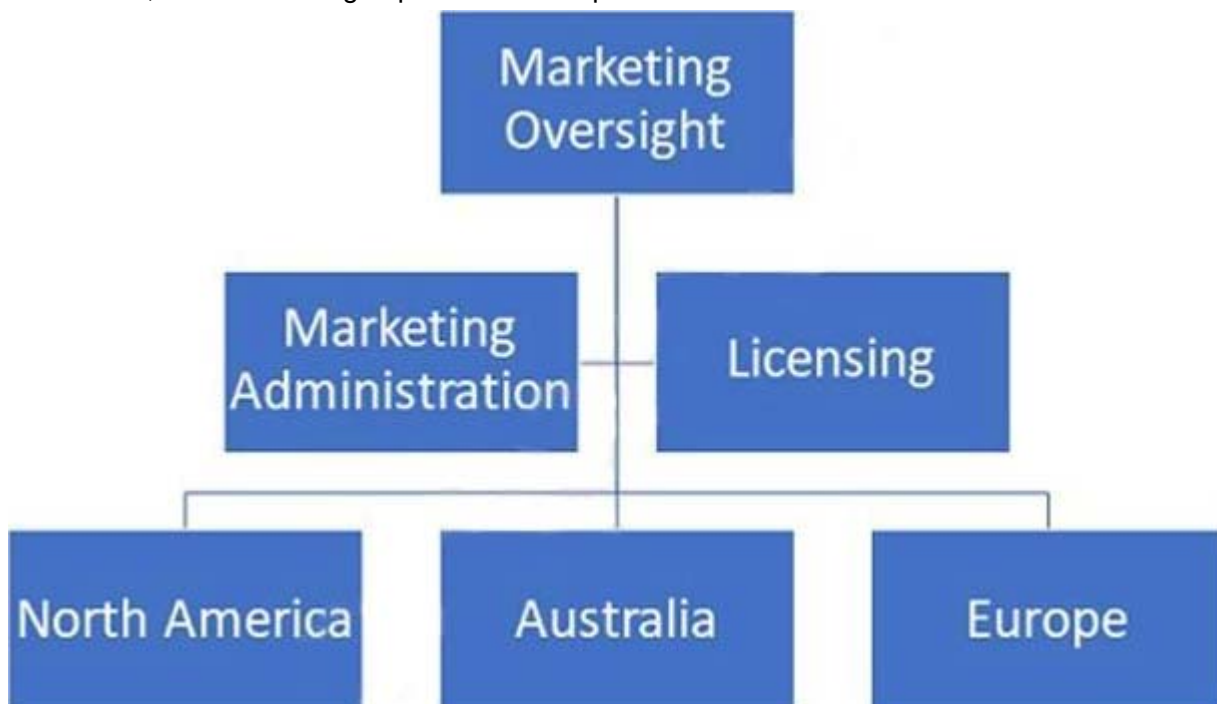 Marketing
Oversight
Marketing
Administration
Licensing
North America
Australia
Europe